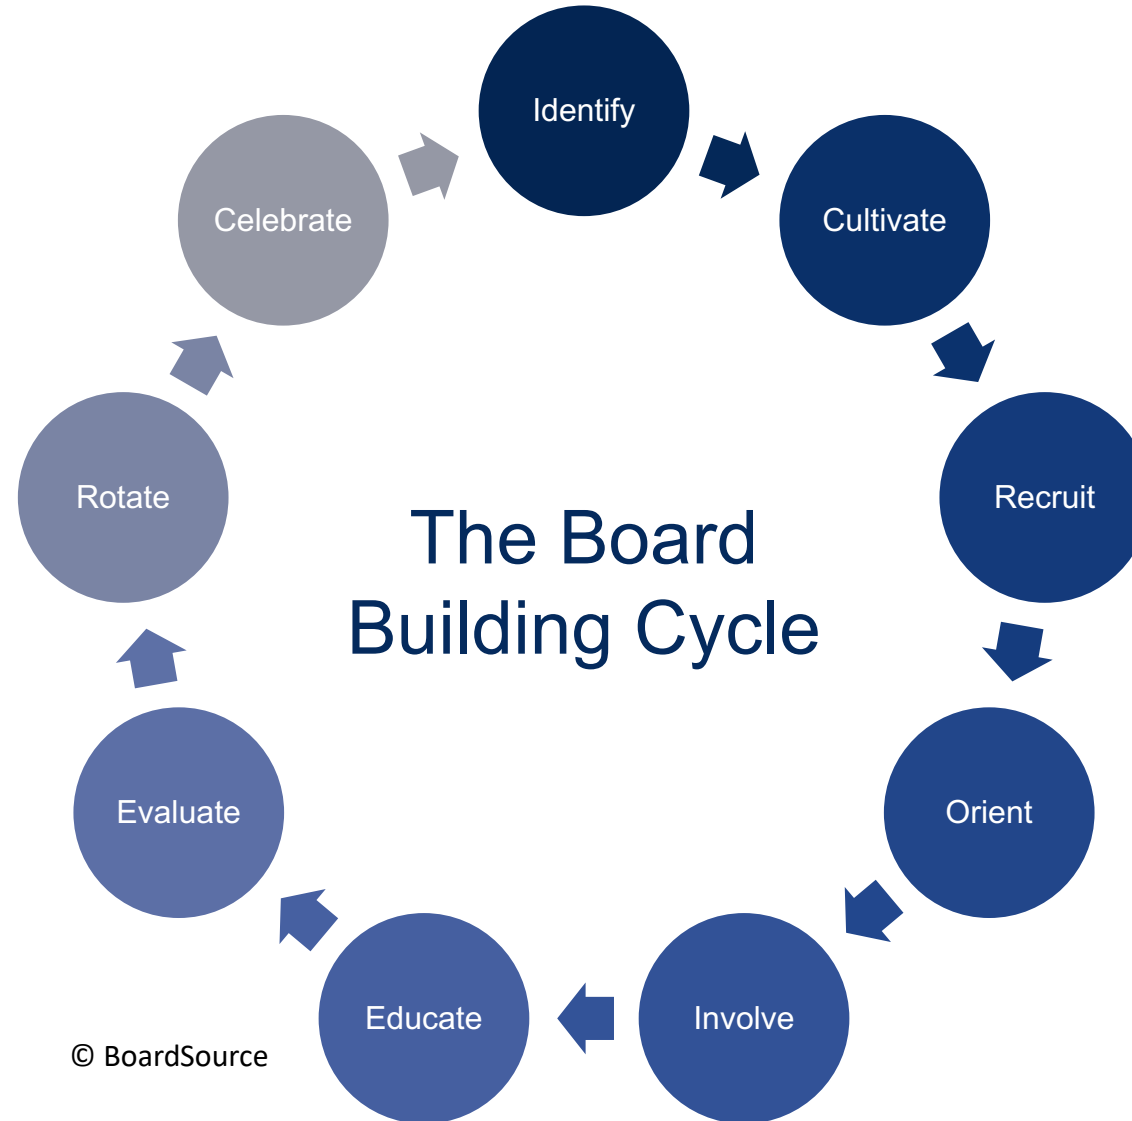 Identify
Cultivate
Recruit
Orient
Involve
Educate
Evaluate
Rotate
Celebrate
The Board
Building Cycle
© BoardSource